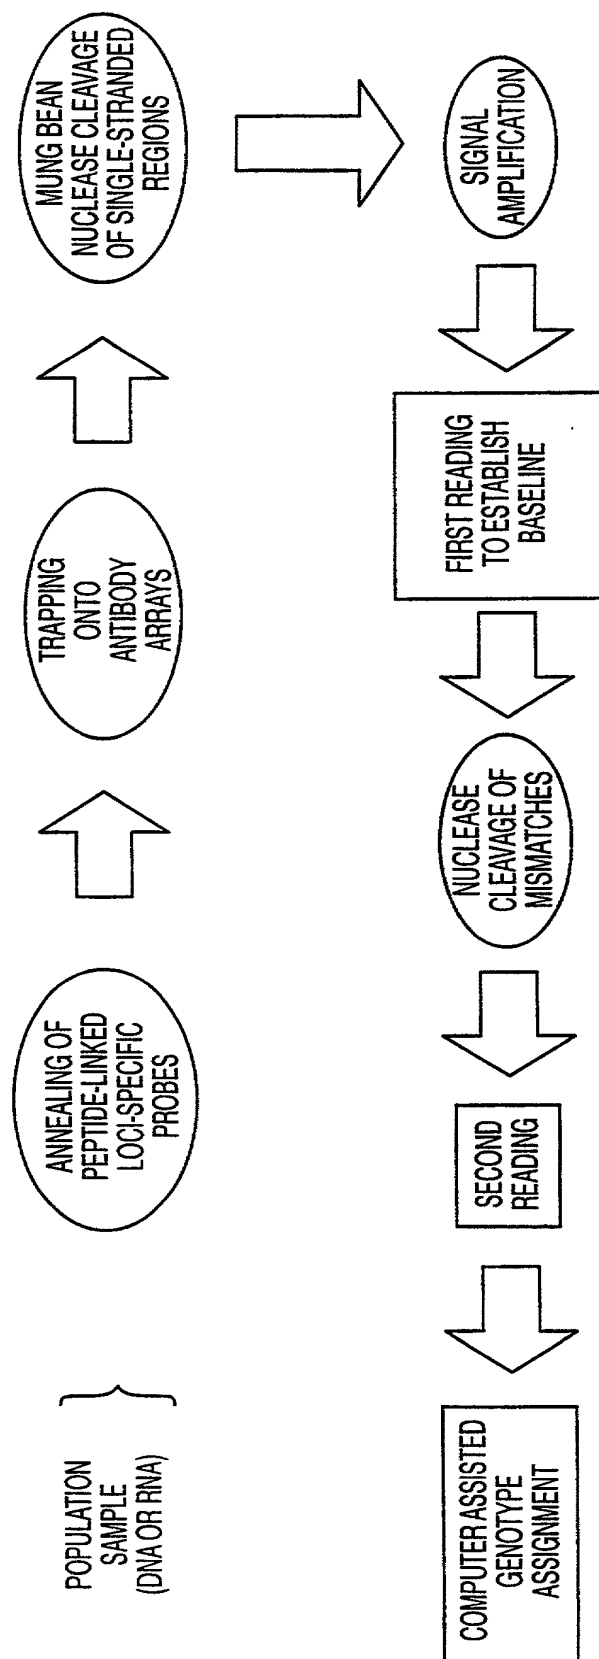 POPULATION
SAMPLE
(DNA OR RNA)
ANNEALING OF
PEPTIDE-LINKED
LOCI-SPECIFIC
PROBES
TRAPPING
ONTO
ANTIBODY
ARRAYS
MUNG BEAN
NUCLEASE CLEAVAGE
OF SINGLE-STRANDED
REGIONS
SIGNAL
AMPLIFICATION
FIRST READING
TO ESTABLISH
BASELINE
NUCLEASE
CLEAVAGE OF
MISMATCHES
SECOND
READING
COMPUTER ASSISTED
GENOTYPE
ASSIGNMENT